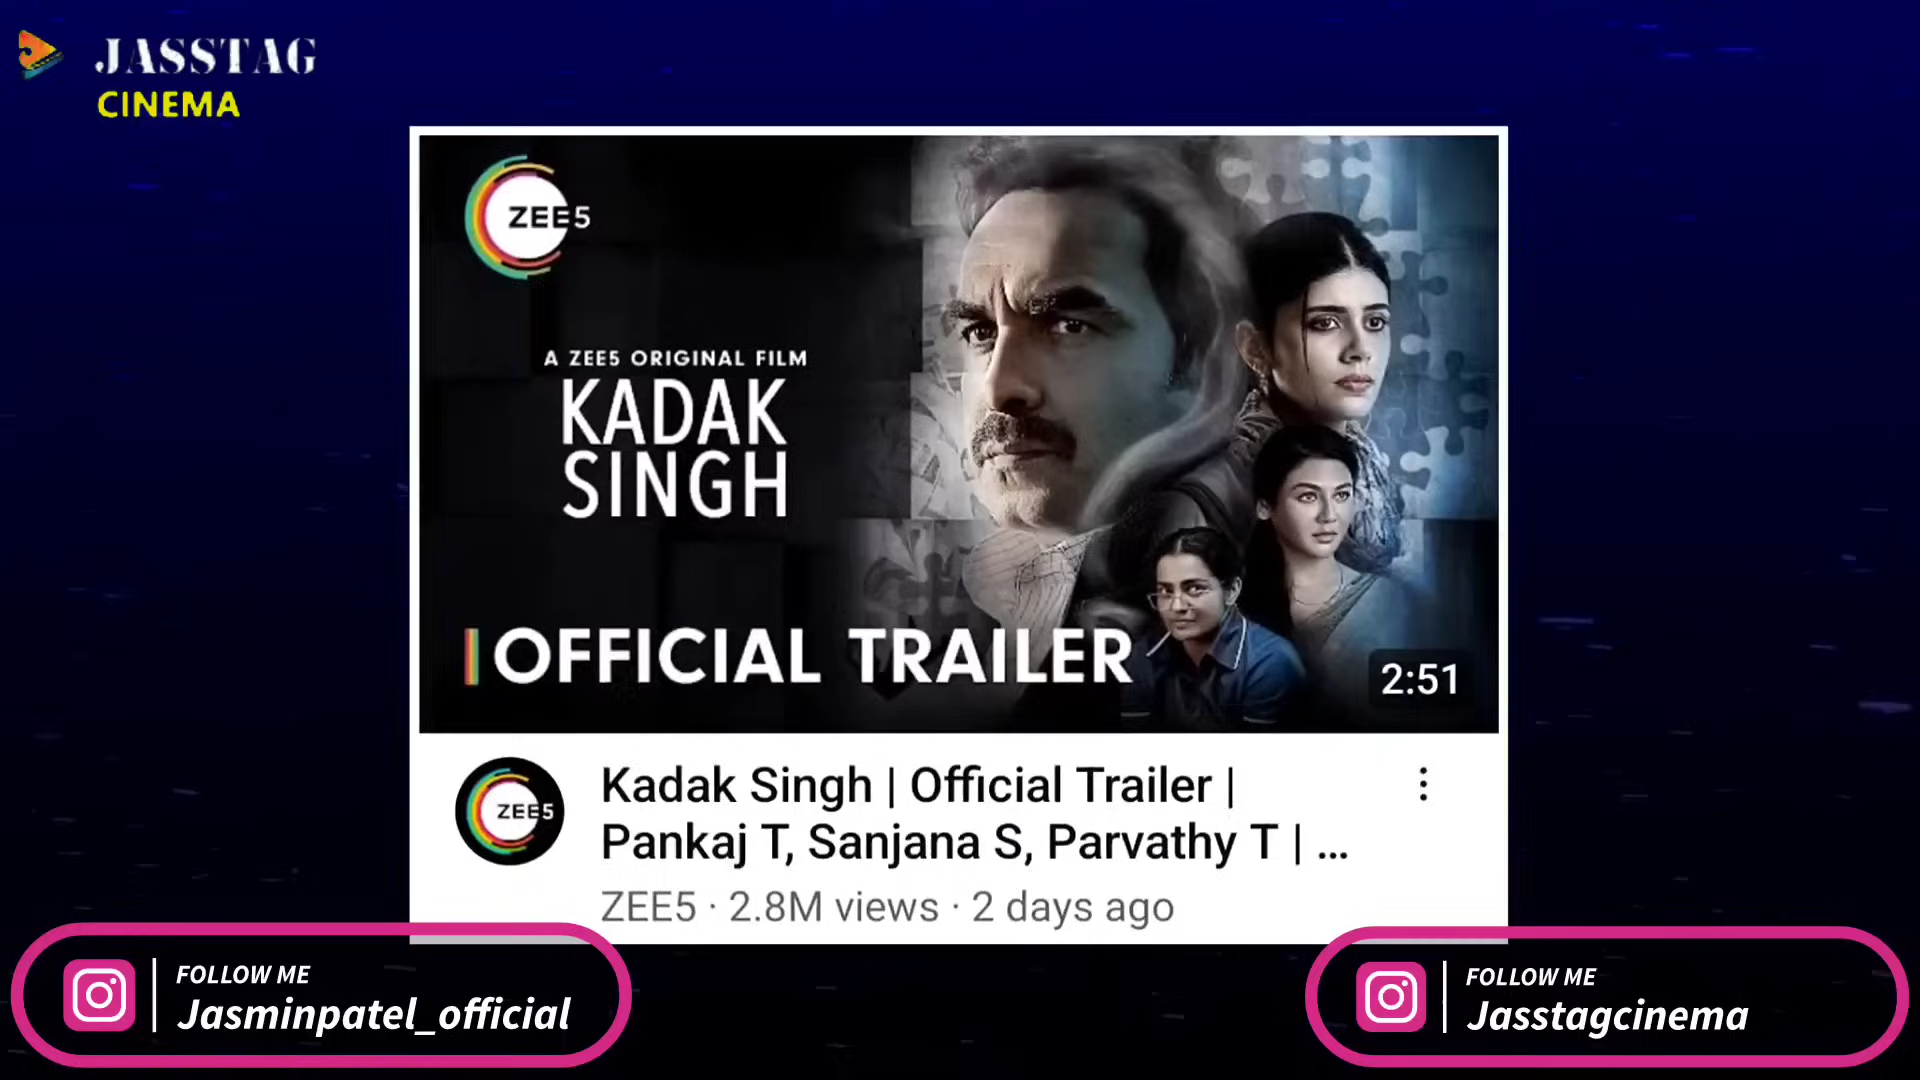 JASSTAG
CINEMA
ZEE5
A ZEE5 ORIGINAL FILM
KADAK
SINGH
OFFICIAL TRAILER
2:51
ZEE5
Kadak Singh | Official Trailer |
Pankaj T, Sanjana S, Parvathy T | ...
ZEE5 · 2.8M views · 2 days ago
FOLLOW ME
Jasminpatel_official
FOLLOW ME
Jasstagcinema